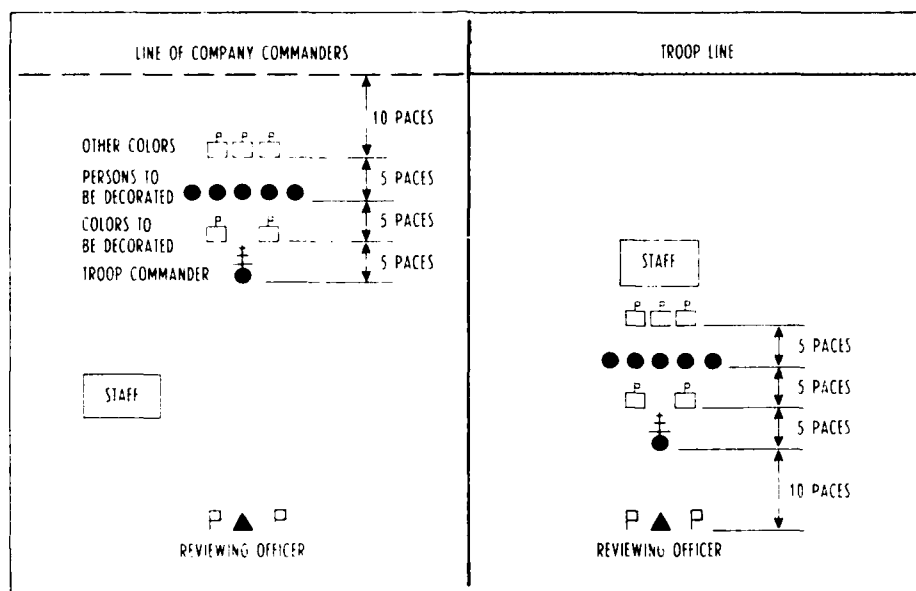 LINE OF COMPANY COMMANDERS
10 PACES
OTHER COLORS
5 PACES
PERSONS TO
BE DECORATED
5 PACES
COLORS TO
BE DECORATED
5 PACES
TROOP COMMANDER
STAFF
REVIEWING OFFICER
TROOP LINE
STAFF
5 PACES
5 PACES
5 PACES
10 PACES
REVIEWING OFFICER